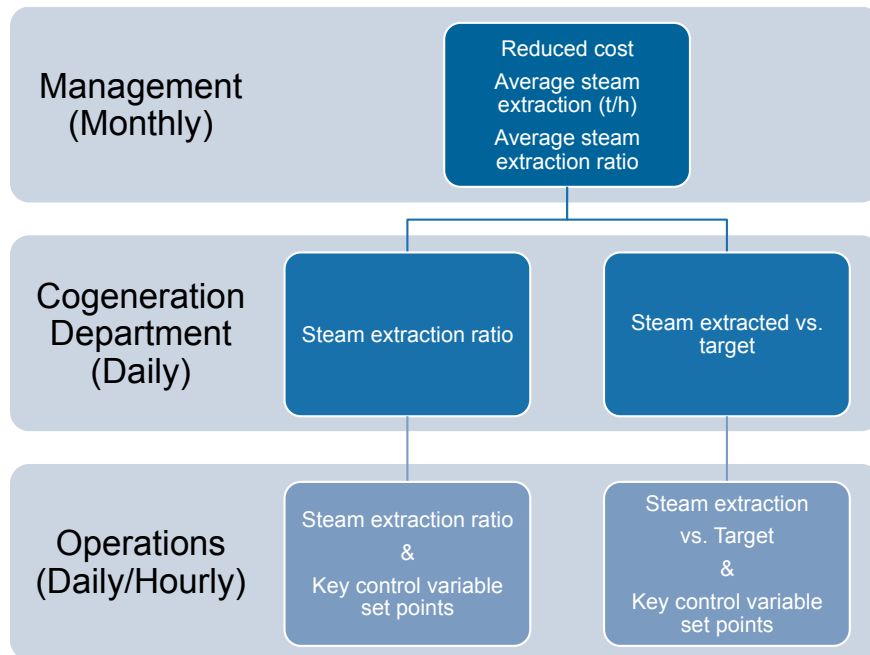 Management
(Monthly)
Reduced cost
Average steam
extraction (t/h)
Average steam
extraction ratio
Cogeneration
Department
(Daily)
Steam extraction ratio
Steam extracted vs.
target
Operations
(Daily/Hourly)
Steam extraction ratio
&
Key control variable
set points
Steam extraction
vs. Target
&
Key control variable
set points